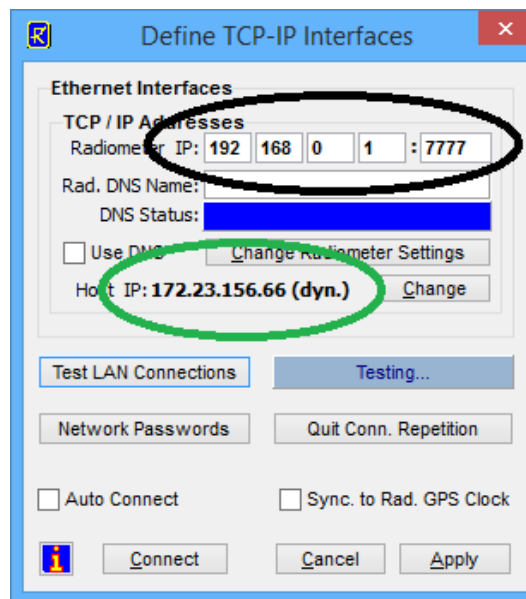 Define TCP-IP Interfaces
Ethernet Interfaces
TCP / IP Addresses
Radiometer IP: 192 168 0 1 : 7777
Rad. DNS Name:
DNS Status:
Use DNS Change Radiometer Settings
Host IP: 172.23.156.66 (dyn.) Change
Test LAN Connections Testing...
Network Passwords Quit Conn. Repetition
Auto Connect Sync. to Rad. GPS Clock
Connect Cancel Apply